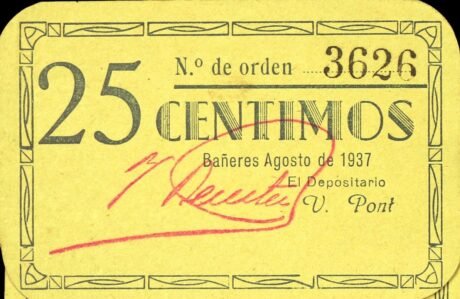 25
N.º de orden 3626
CENTIMOS
Bañeres Agosto de 1937
El Depositario
V. Pont